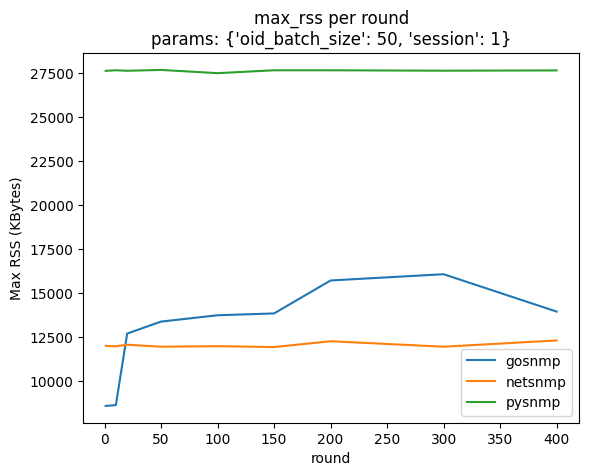 max_rss per round
params: {'oid_batch_size': 50, 'session': 1}
Max RSS (KBytes)
27500
25000
22500
20000
17500
15000
12500
10000
0 50 100 150 200 250 300 350 400
round
gosnmp
netsnmp
pysnmp